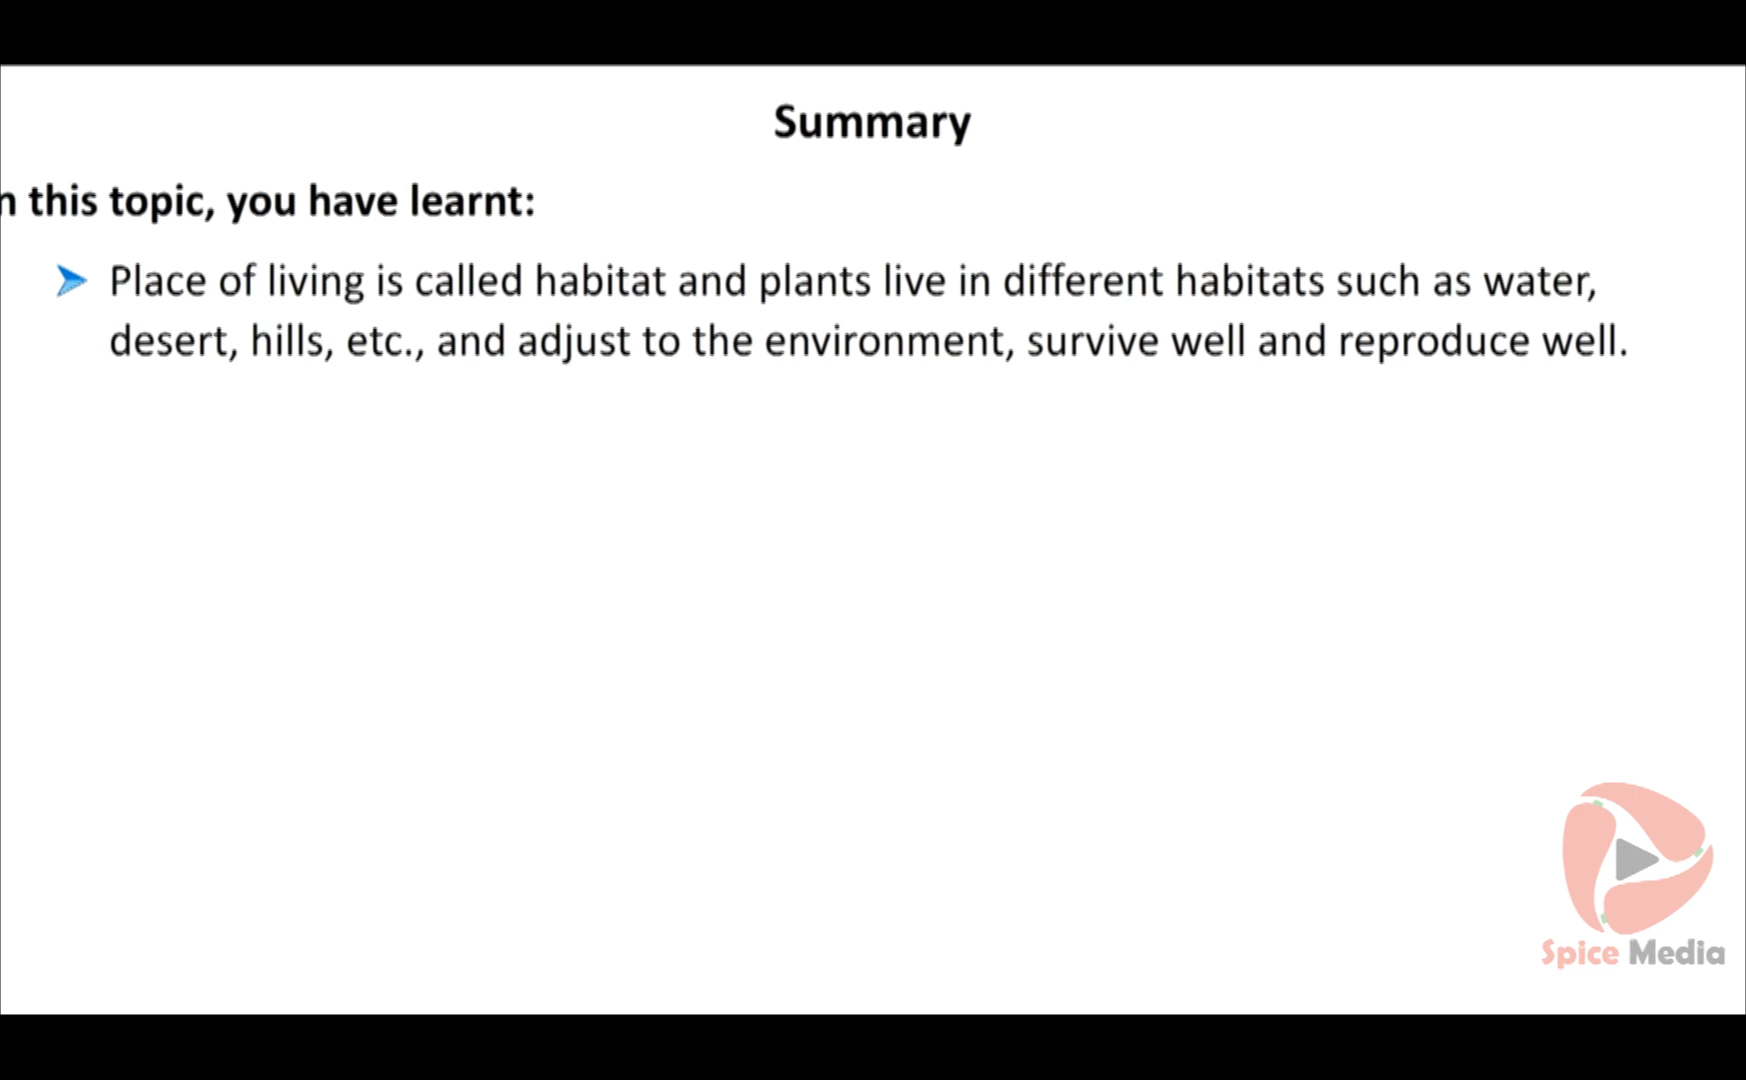 Summary
n this topic, you have learnt:
Place of living is called habitat and plants live in different habitats such as water,
desert, hills, etc., and adjust to the environment, survive well and reproduce well.
Spice Media